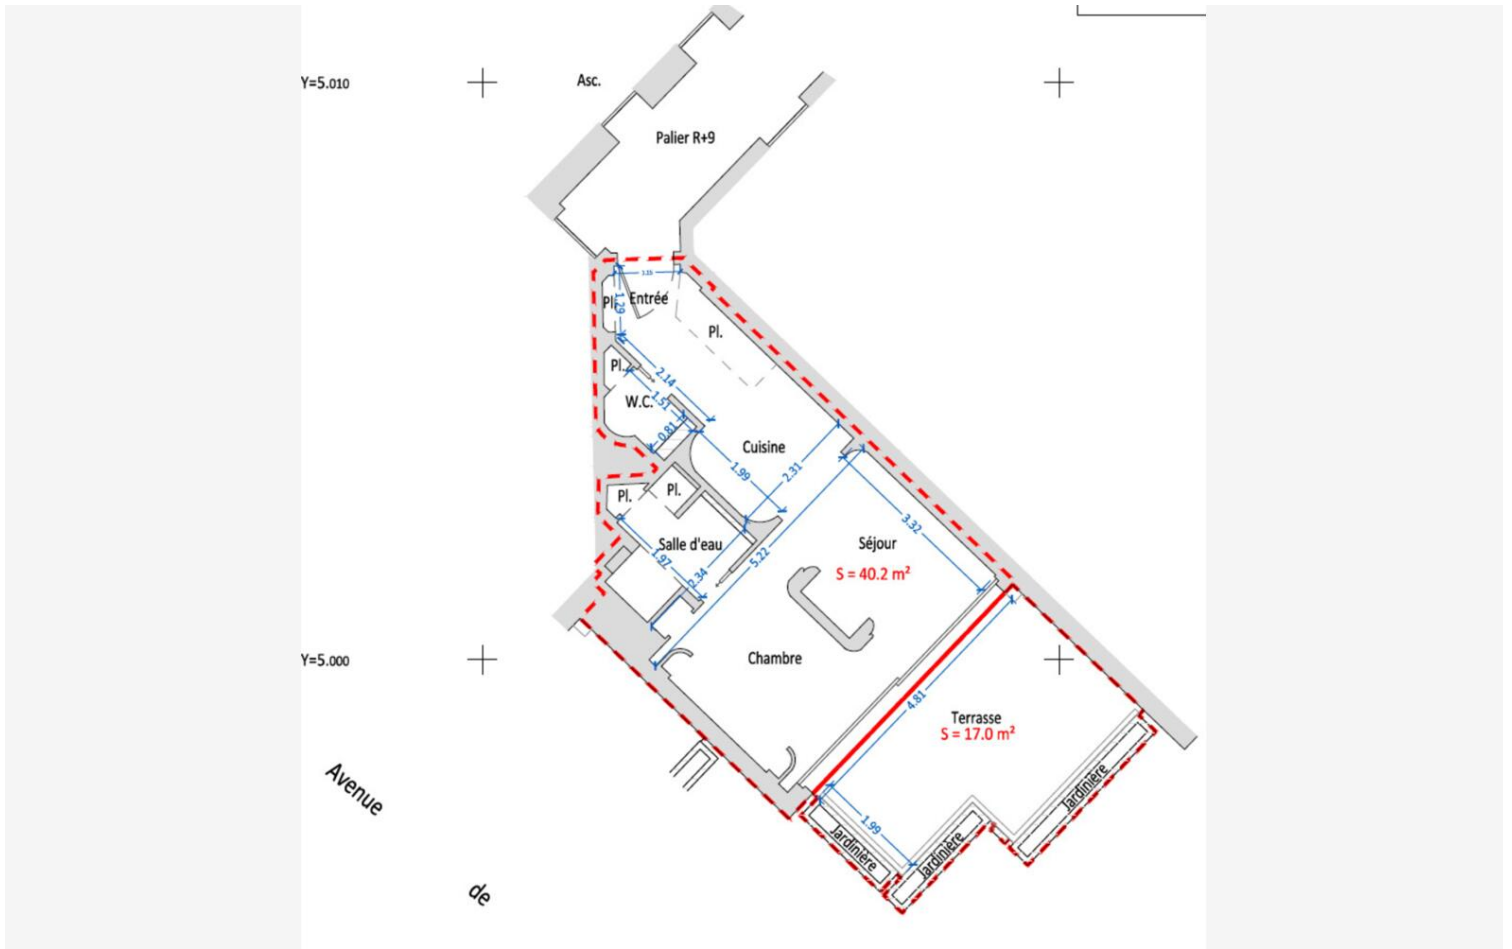 Y=5.010
Asc.
Palier R+9
1.15
Pl.
1.29
Entrée
Pl.
Pl.
2.14
W.C.
1.51
0.81
Cuisine
1.99
2.31
Pl.
Pl.
Salle d'eau
1.97
2.34
5.22
3.32
Séjour
S = 40.2 m²
Y=5.000
Chambre
4.81
Terrasse
S = 17.0 m²
Avenue
1.99
Jardinière
Jardinière
Jardinière
de